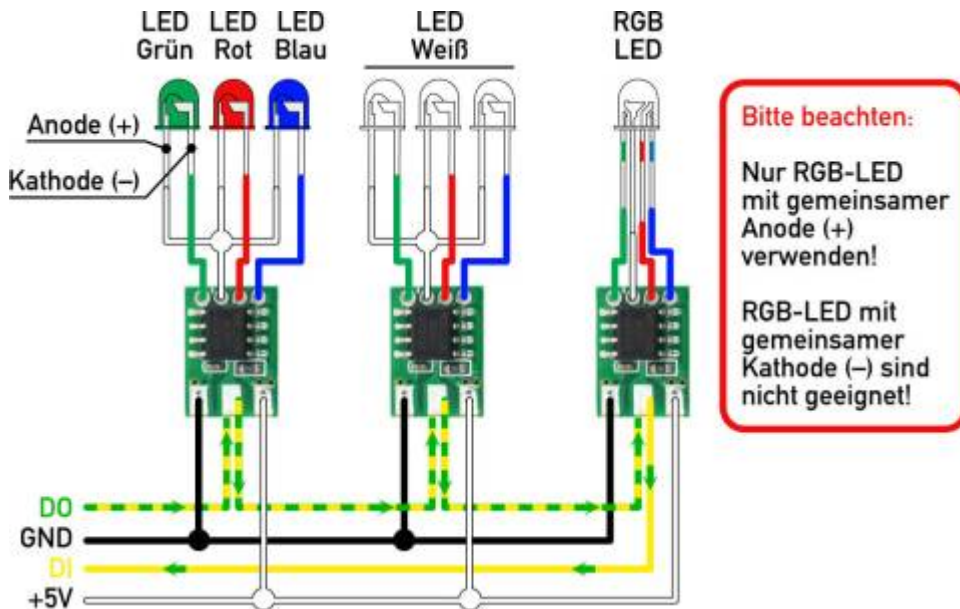 LED
Grün
LED
Rot
LED
Blau
LED
Weiß
RGB
LED
Anode (+)
Kathode (–)
Bitte beachten:
Nur RGB-LED
mit gemeinsamer
Anode (+)
verwenden!
RGB-LED mit
gemeinsamer
Kathode (–) sind
nicht geeignet!
DO
GND
DI
+5V